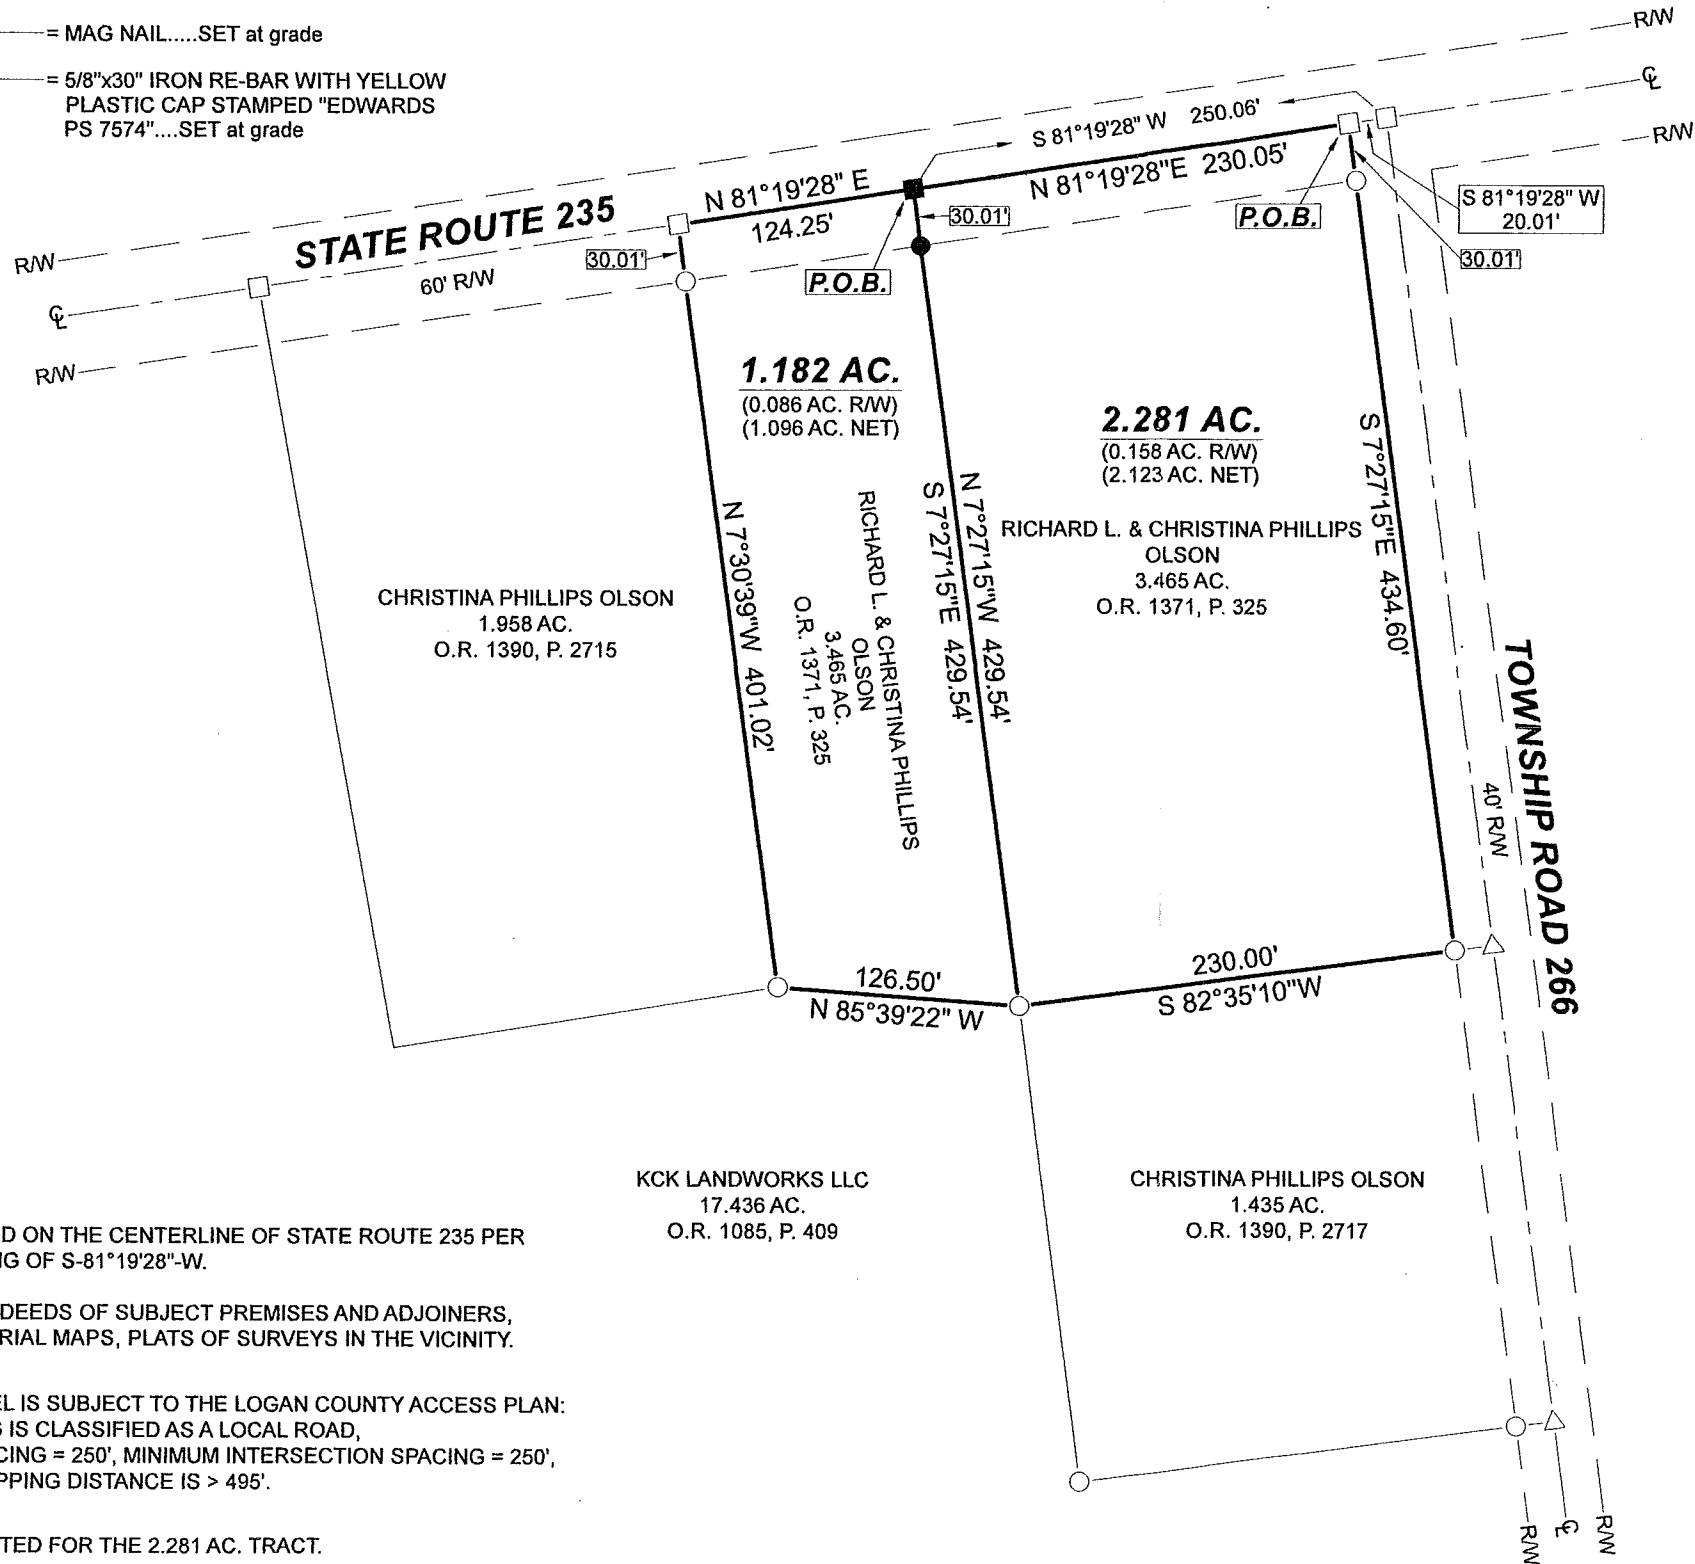 = MAG NAIL.....SET at grade
= 5/8"x30" IRON RE-BAR WITH YELLOW
PLASTIC CAP STAMPED "EDWARDS
PS 7574"....SET at grade
R/W
℄
R/W
S 81°19'28" W 250.06'
N 81°19'28"E 230.05'
N 81°19'28" E
124.25'
STATE ROUTE 235
60' R/W
R/W
℄
R/W
30.01'
30.01'
P.O.B.
P.O.B.
S 81°19'28" W
20.01'
30.01'
1.182 AC.
(0.086 AC. R/W)
(1.096 AC. NET)
2.281 AC.
(0.158 AC. R/W)
(2.123 AC. NET)
RICHARD L. & CHRISTINA PHILLIPS
OLSON
3.465 AC.
O.R. 1371, P. 325
RICHARD L. & CHRISTINA PHILLIPS
OLSON
3.465 AC.
O.R. 1371, P. 325
N 7°30'39"W 401.02'
S 7°27'15"E 429.54'
N 7°27'15"W 429.54'
S 7°27'15"E 434.60'
CHRISTINA PHILLIPS OLSON
1.958 AC.
O.R. 1390, P. 2715
TOWNSHIP ROAD 266
40' R/W
126.50'
N 85°39'22" W
230.00'
S 82°35'10"W
KCK LANDWORKS LLC
17.436 AC.
O.R. 1085, P. 409
CHRISTINA PHILLIPS OLSON
1.435 AC.
O.R. 1390, P. 2717
D ON THE CENTERLINE OF STATE ROUTE 235 PER
G OF S-81°19'28"-W.
DEEDS OF SUBJECT PREMISES AND ADJOINERS,
RIAL MAPS, PLATS OF SURVEYS IN THE VICINITY.
EL IS SUBJECT TO THE LOGAN COUNTY ACCESS PLAN:
IS CLASSIFIED AS A LOCAL ROAD,
CING = 250', MINIMUM INTERSECTION SPACING = 250',
PPING DISTANCE IS > 495'.
TED FOR THE 2.281 AC. TRACT.
R/W
℄
R/W